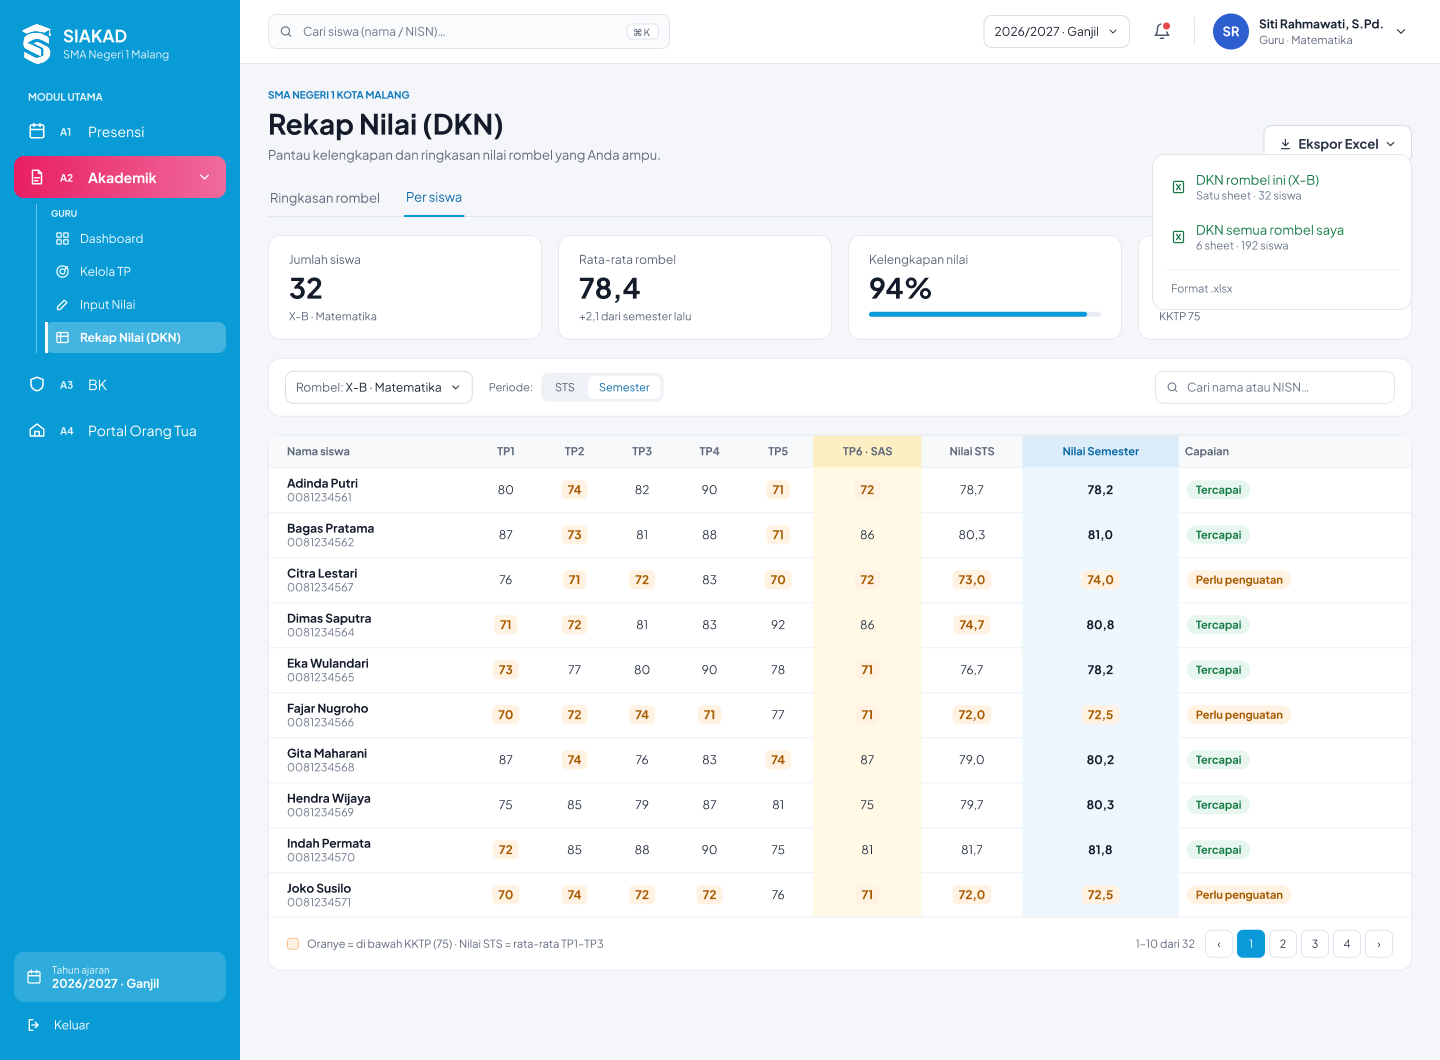 SIAKAD
SMA Negeri 1 Malang
MODUL UTAMA
A1 Presensi
A2 Akademik
GURU
Dashboard
Kelola TP
Input Nilai
Rekap Nilai (DKN)
A3 BK
A4 Portal Orang Tua
Tahun ajaran
2026/2027 · Ganjil
Keluar
Cari siswa (nama / NISN)...
⌘K
2026/2027 · Ganjil
SR
Siti Rahmawati, S.Pd.
Guru · Matematika
SMA NEGERI 1 KOTA MALANG
Rekap Nilai (DKN)
Pantau kelengkapan dan ringkasan nilai rombel yang Anda ampu.
Ekspor Excel
DKN rombel ini (X-B)
Satu sheet · 32 siswa
DKN semua rombel saya
6 sheet · 192 siswa
Format .xlsx
Ringkasan rombel
Per siswa
Jumlah siswa
32
X-B · Matematika
Rata-rata rombel
78,4
+2,1 dari semester lalu
Kelengkapan nilai
94%
KKTP 75
Rombel: X-B · Matematika
Periode:
STS
Semester
Cari nama atau NISN...
Nama siswa TP1 TP2 TP3 TP4 TP5 TP6 · SAS Nilai STS Nilai Semester Capaian
Adinda Putri 80 74 82 90 71 72 78,7 78,2 Tercapai
0081234561
Bagas Pratama 87 73 81 88 71 86 80,3 81,0 Tercapai
0081234562
Citra Lestari 76 71 72 83 70 72 73,0 74,0 Perlu penguatan
0081234567
Dimas Saputra 71 72 81 83 92 86 74,7 80,8 Tercapai
0081234564
Eka Wulandari 73 77 80 90 78 71 76,7 78,2 Tercapai
0081234565
Fajar Nugroho 70 72 74 71 77 71 72,0 72,5 Perlu penguatan
0081234566
Gita Maharani 87 74 76 83 74 87 79,0 80,2 Tercapai
0081234568
Hendra Wijaya 75 85 79 87 81 75 79,7 80,3 Tercapai
0081234569
Indah Permata 72 85 88 90 75 81 81,7 81,8 Tercapai
0081234570
Joko Susilo 70 74 72 72 76 71 72,0 72,5 Perlu penguatan
0081234571
Oranye = di bawah KKTP (75) · Nilai STS = rata-rata TP1–TP3
1–10 dari 32 ‹ 1 2 3 4 ›